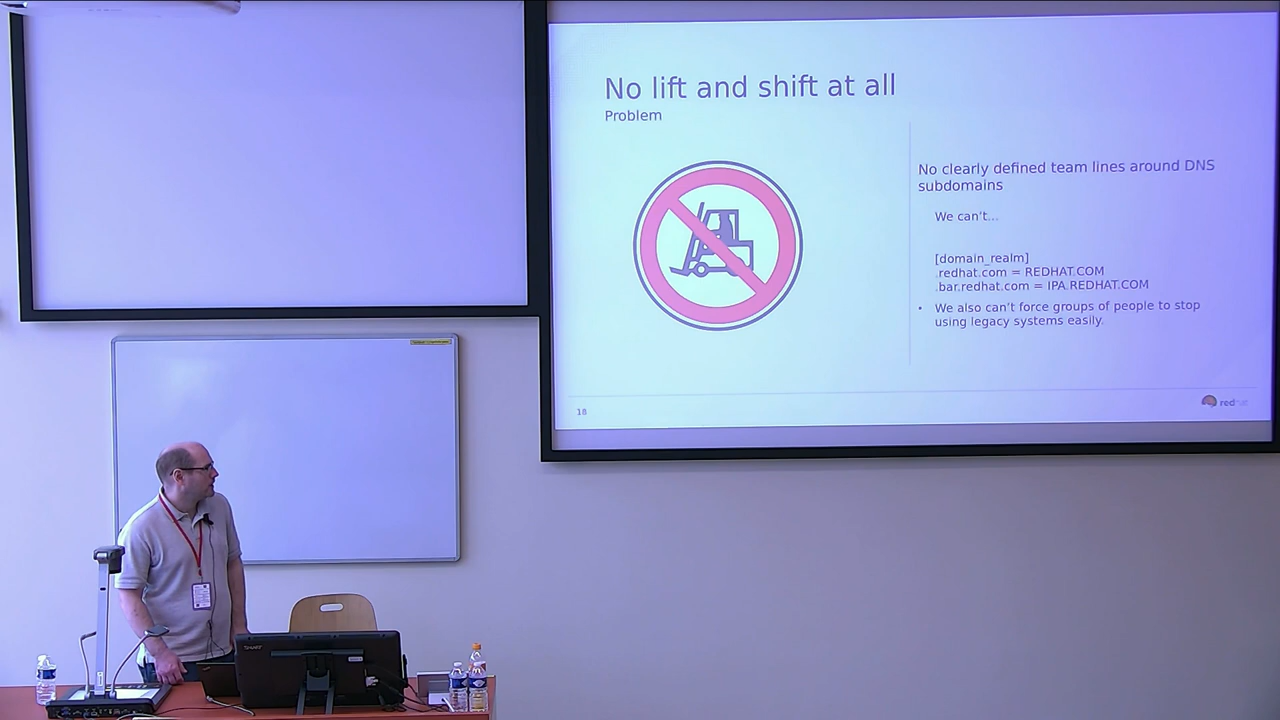 No lift and shift at all
Problem
No clearly defined team lines around DNS
subdomains
We can't...
[domain_realm]
.redhat.com = REDHAT.COM
.bar.redhat.com = IPA.REDHAT.COM
• We also can't force groups of people to stop
using legacy systems easily.
18
redhat